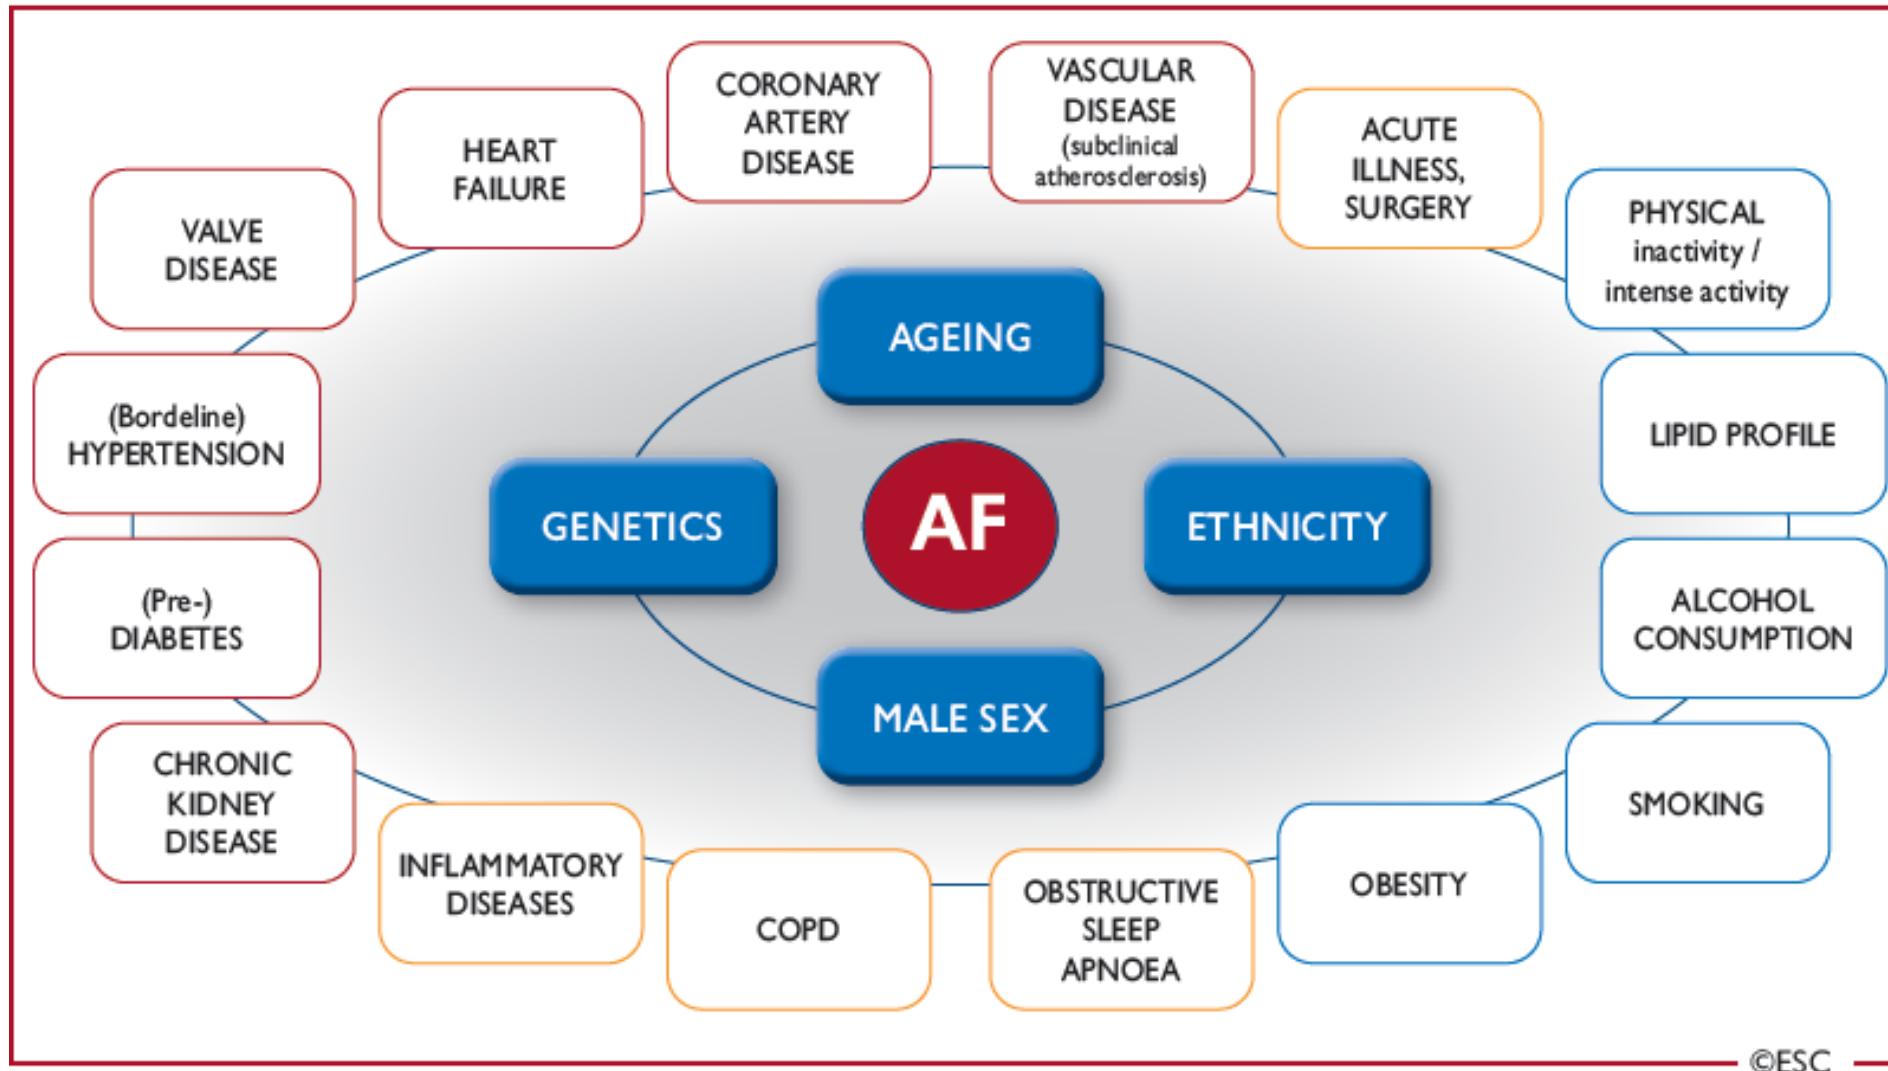 CORONARY
ARTERY
DISEASE
VASCULAR
DISEASE
(subclinical
atherosclerosis)
HEART
FAILURE
ACUTE
ILLNESS,
SURGERY
VALVE
DISEASE
PHYSICAL
inactivity /
intense activity
AGEING
(Bordeline)
HYPERTENSION
LIPID PROFILE
GENETICS
AF
ETHNICITY
(Pre-)
DIABETES
ALCOHOL
CONSUMPTION
MALE SEX
CHRONIC
KIDNEY
DISEASE
SMOKING
INFLAMMATORY
DISEASES
COPD
OBSTRUCTIVE
SLEEP
APNOEA
OBESITY
©ESC